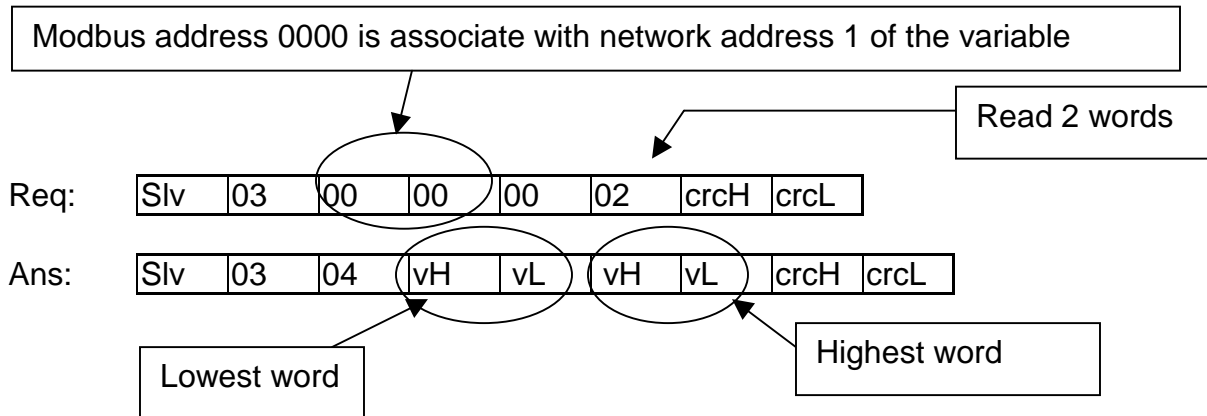 Modbus address 0000 is associate with network address 1 of the variable
Read 2 words
Req: Slv 03 00 00 00 02 crcH crcL
Ans: Slv 03 04 vH vL vH vL crcH crcL
Highest word
Lowest word